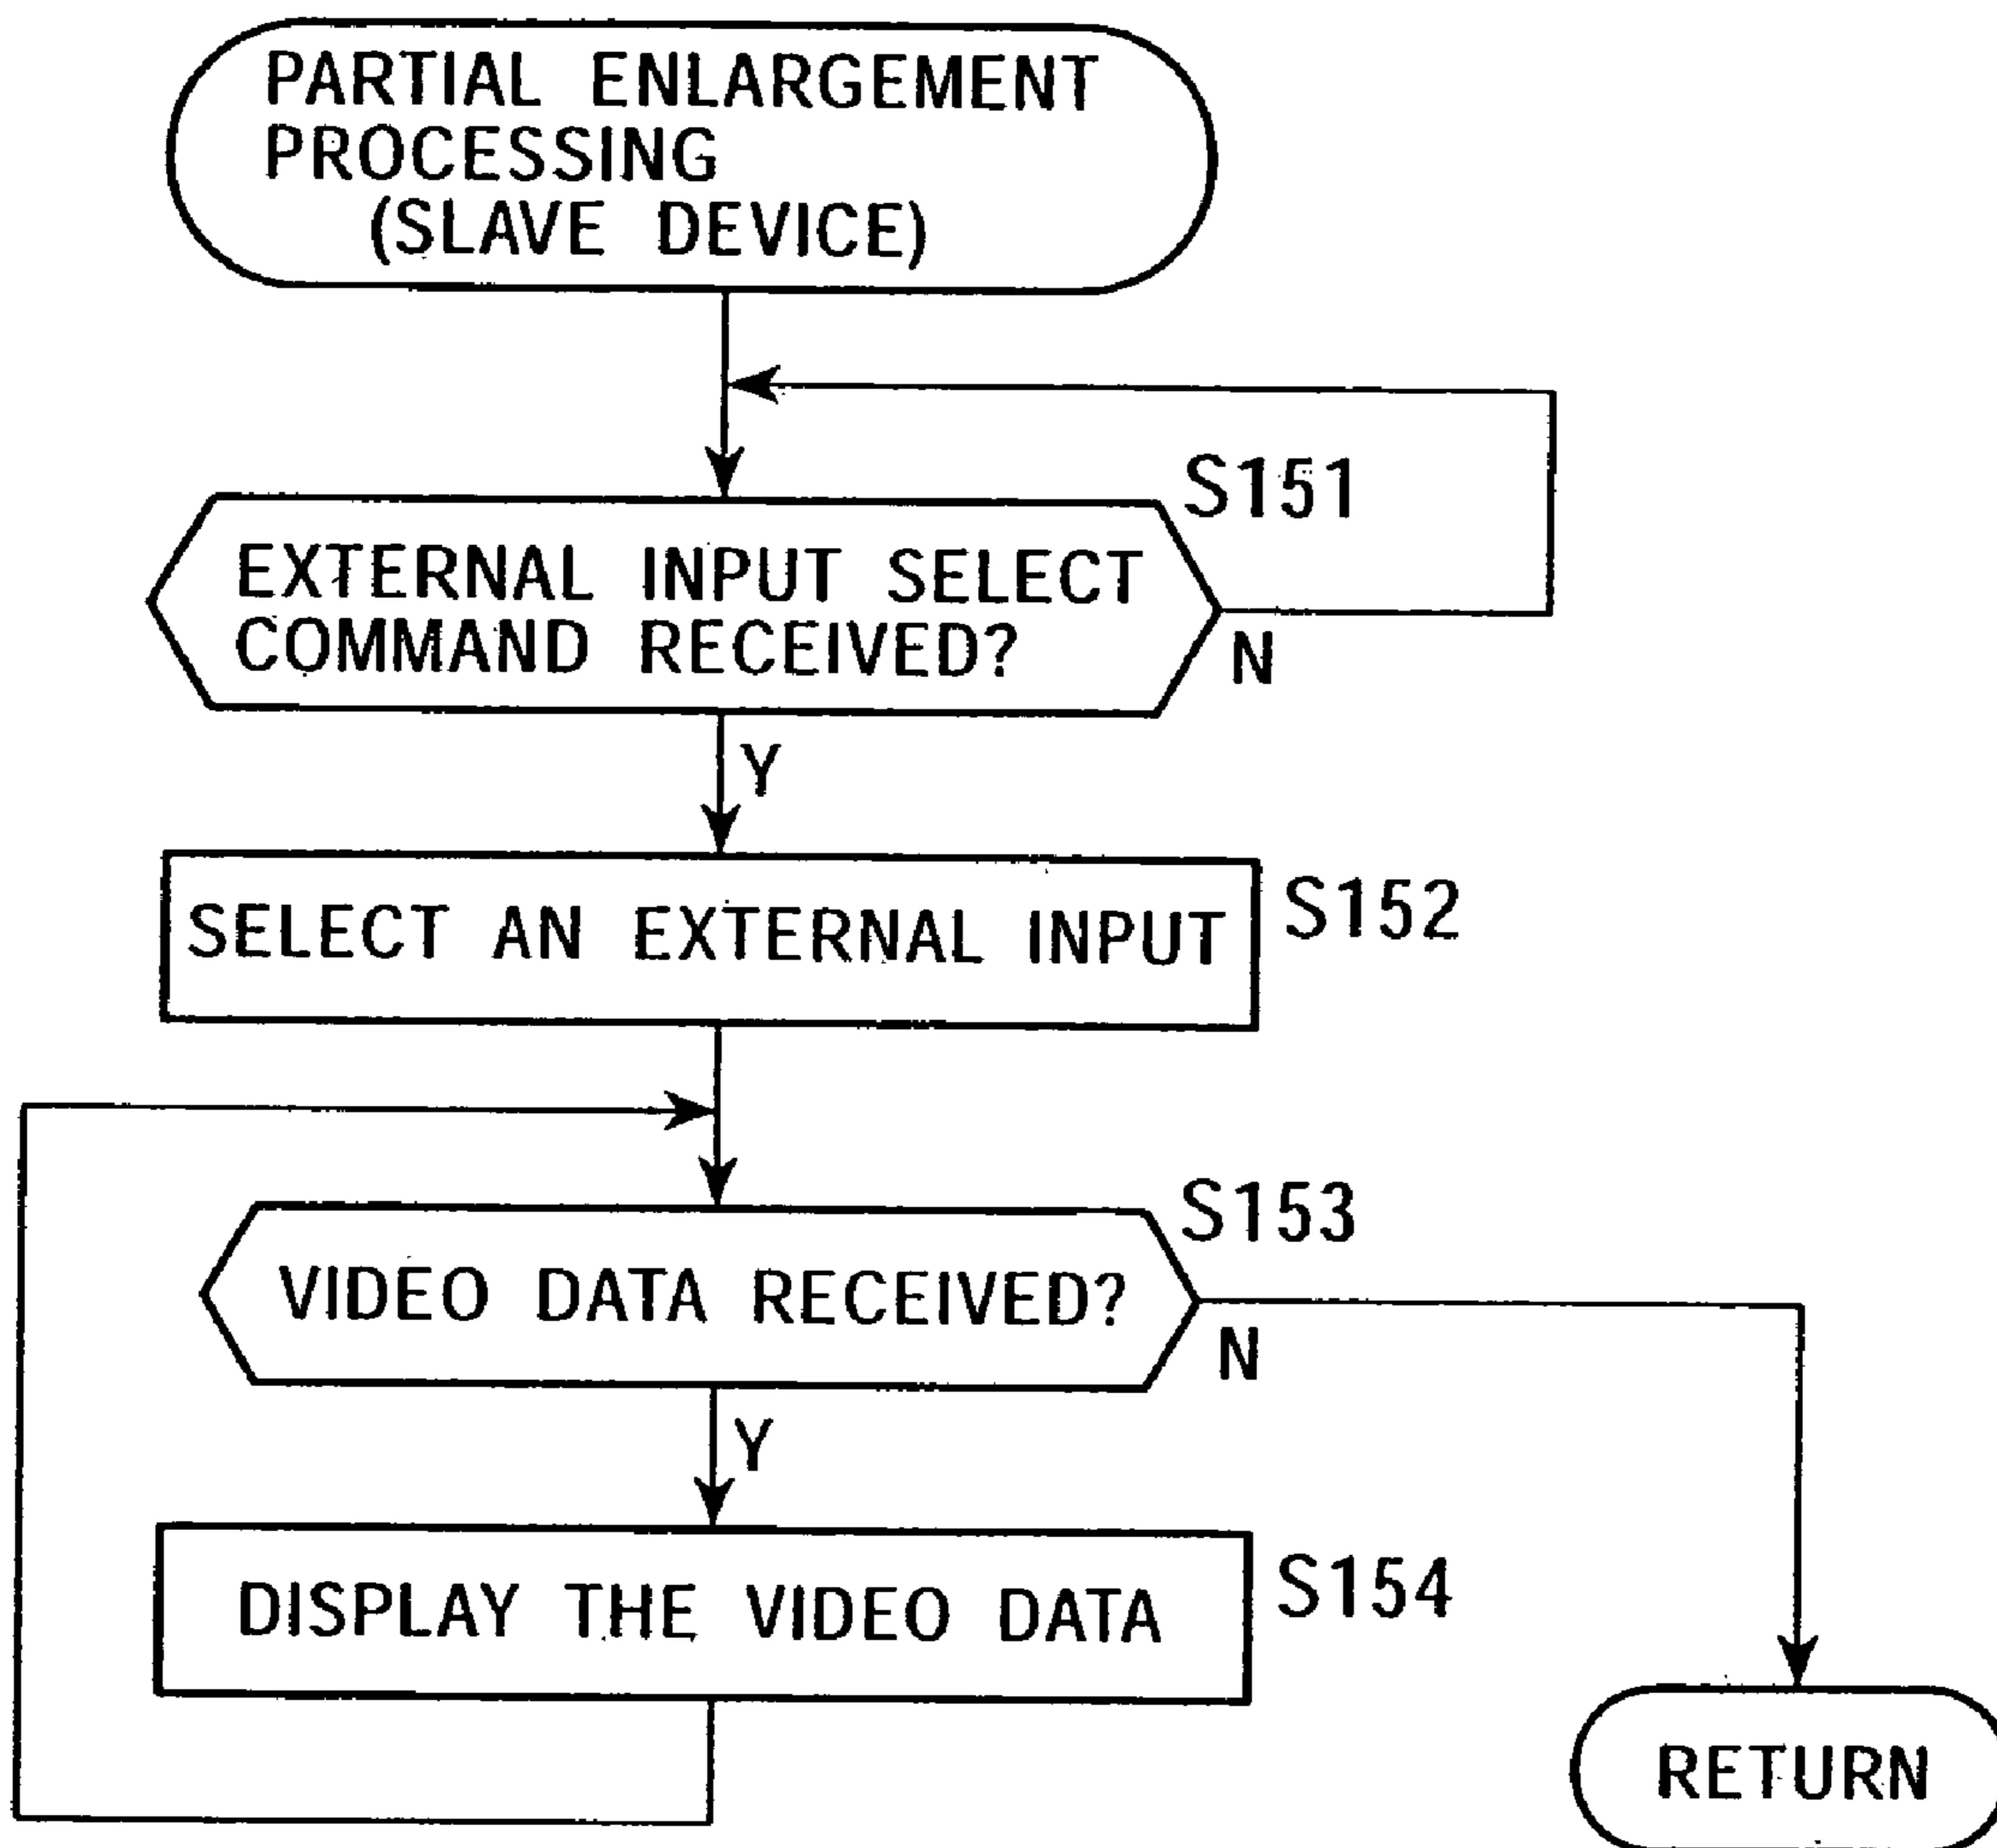 PARTIAL ENLARGEMENT
PROCESSING
(SLAVE DEVICE)
S151
EXTERNAL INPUT SELECT
COMMAND RECEIVED?
N
Y
SELECT AN EXTERNAL INPUT
S152
S153
VIDEO DATA RECEIVED?
N
Y
DISPLAY THE VIDEO DATA
S154
RETURN